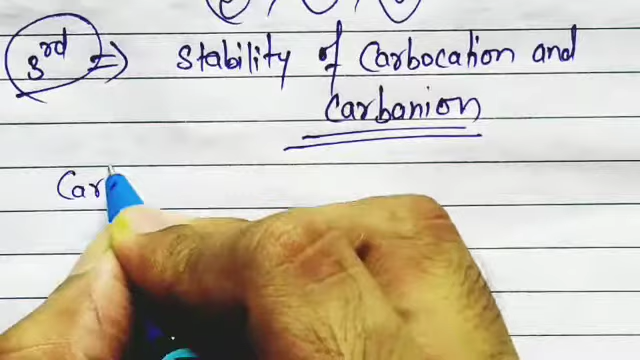 3rd => Stability of Carbocation and
Carbanion
Car